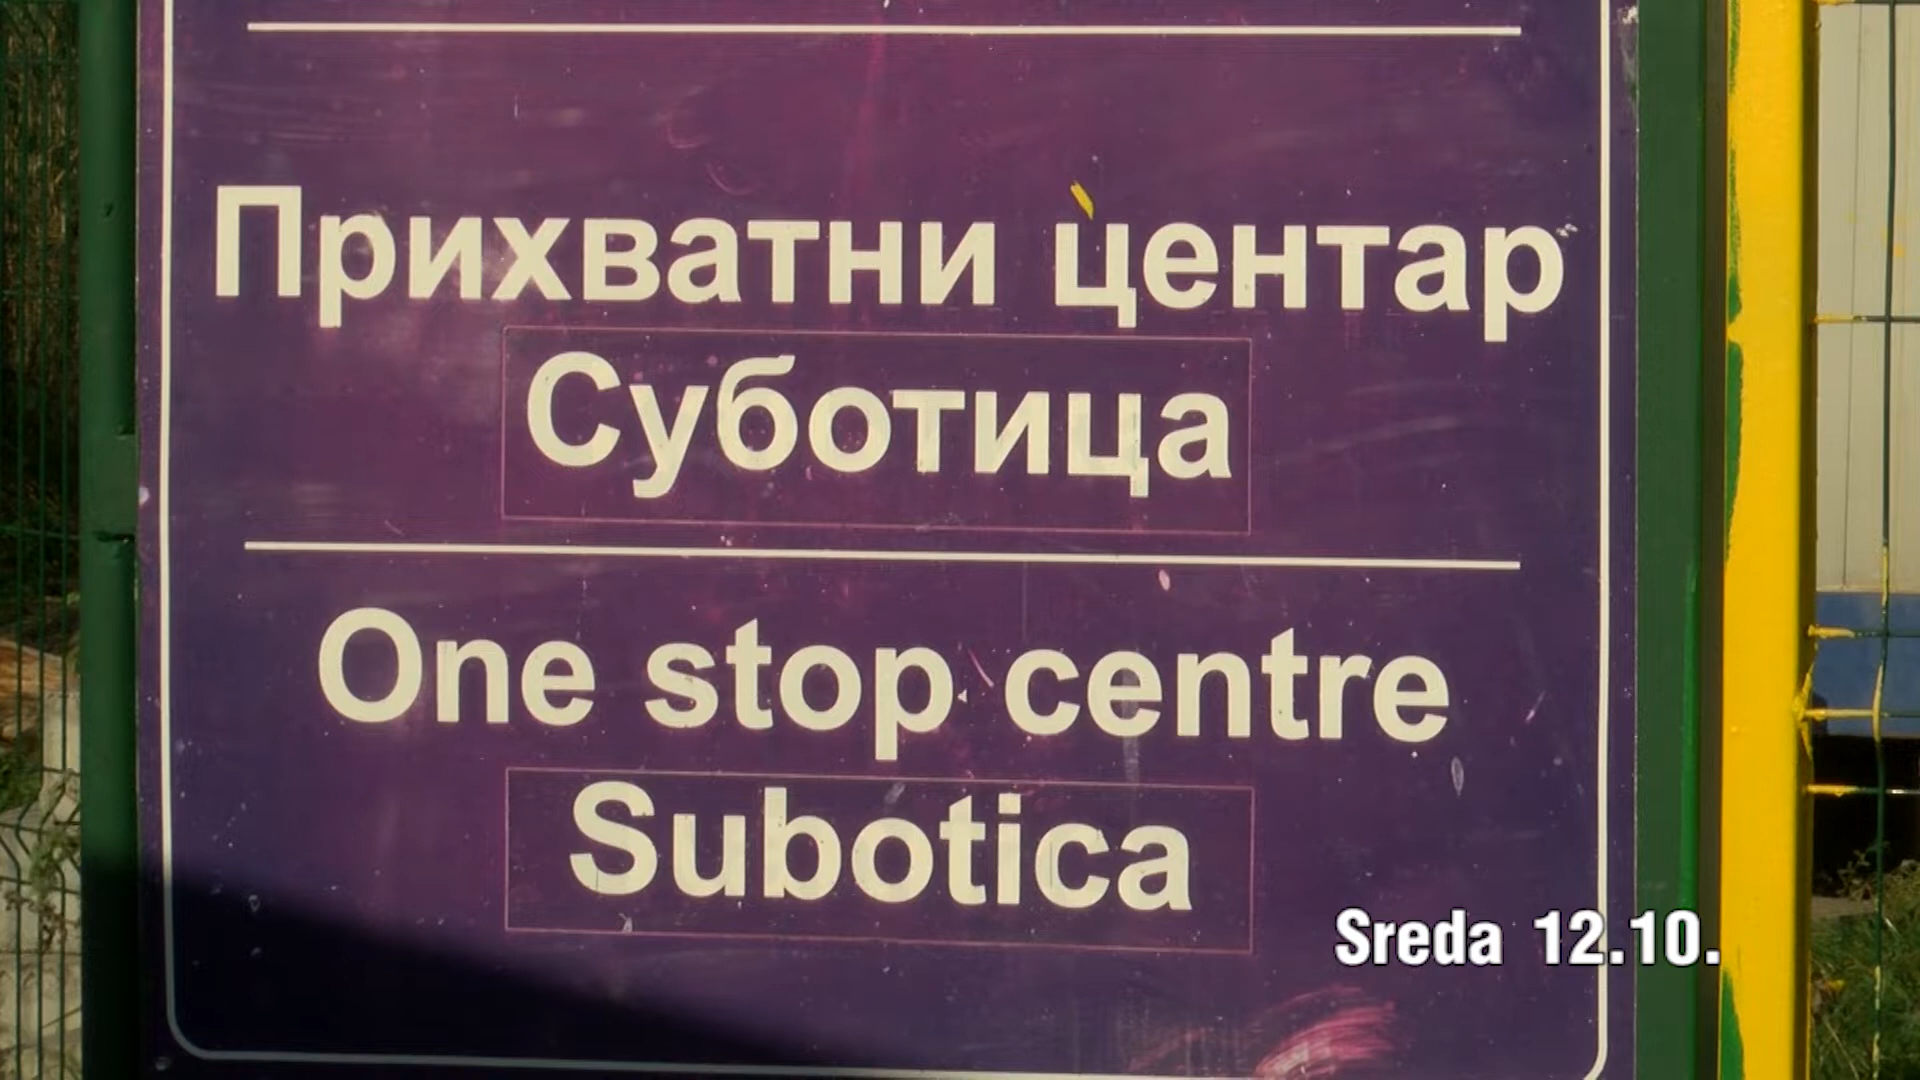 Прихватни центар
Суботица
One stop centre
Subotica
Sreda 12.10.